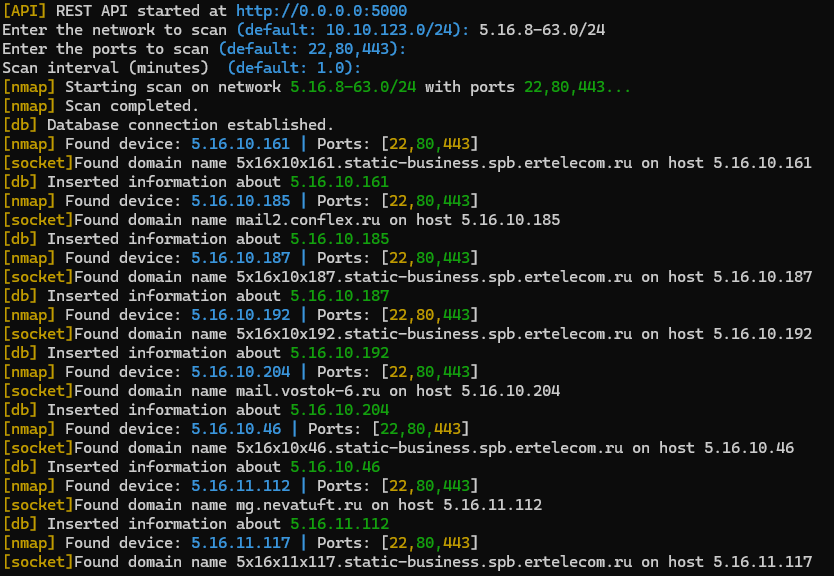 [API] REST API started at http://0.0.0.0:5000
Enter the network to scan (default: 10.10.123.0/24): 5.16.8-63.0/24
Enter the ports to scan (default: 22,80,443):
Scan interval (minutes)  (default: 1.0):
[nmap] Starting scan on network 5.16.8-63.0/24 with ports 22,80,443...
[nmap] Scan completed.
[db] Database connection established.
[nmap] Found device: 5.16.10.161 | Ports: [22,80,443]
[socket]Found domain name 5x16x10x161.static-business.spb.ertelecom.ru on host 5.16.10.161
[db] Inserted information about 5.16.10.161
[nmap] Found device: 5.16.10.185 | Ports: [22,80,443]
[socket]Found domain name mail2.conflex.ru on host 5.16.10.185
[db] Inserted information about 5.16.10.185
[nmap] Found device: 5.16.10.187 | Ports: [22,80,443]
[socket]Found domain name 5x16x10x187.static-business.spb.ertelecom.ru on host 5.16.10.187
[db] Inserted information about 5.16.10.187
[nmap] Found device: 5.16.10.192 | Ports: [22,80,443]
[socket]Found domain name 5x16x10x192.static-business.spb.ertelecom.ru on host 5.16.10.192
[db] Inserted information about 5.16.10.192
[nmap] Found device: 5.16.10.204 | Ports: [22,80,443]
[socket]Found domain name mail.vostok-6.ru on host 5.16.10.204
[db] Inserted information about 5.16.10.204
[nmap] Found device: 5.16.10.46 | Ports: [22,80,443]
[socket]Found domain name 5x16x10x46.static-business.spb.ertelecom.ru on host 5.16.10.46
[db] Inserted information about 5.16.10.46
[nmap] Found device: 5.16.11.112 | Ports: [22,80,443]
[socket]Found domain name mg.nevatuft.ru on host 5.16.11.112
[db] Inserted information about 5.16.11.112
[nmap] Found device: 5.16.11.117 | Ports: [22,80,443]
[socket]Found domain name 5x16x11x117.static-business.spb.ertelecom.ru on host 5.16.11.117